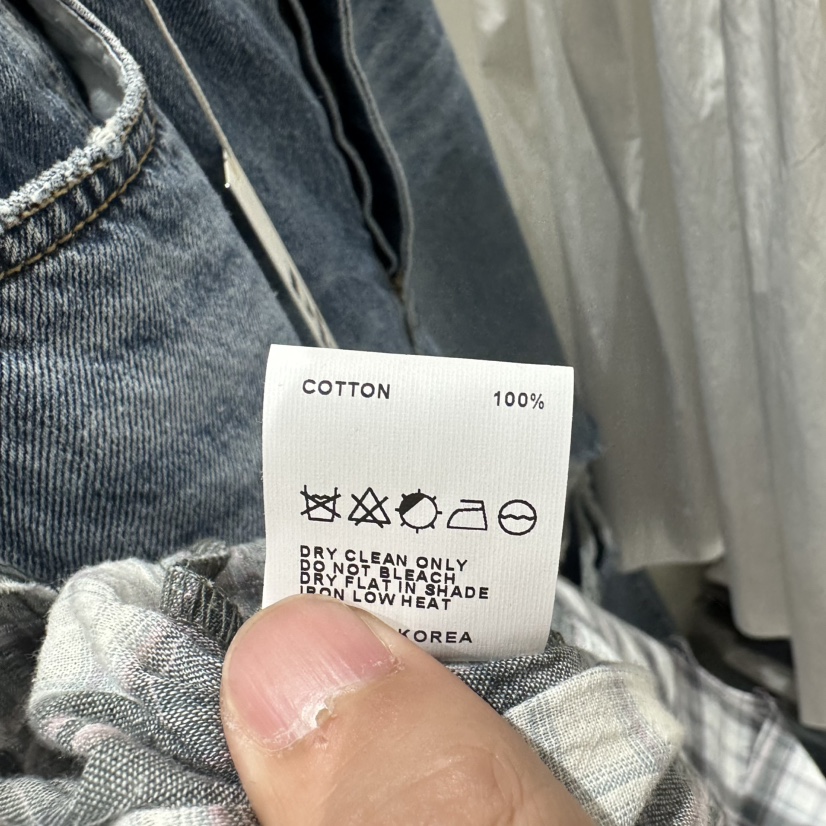 COTTON 100%
DRY CLEAN ONLY
DO NOT BLEACH
DRY FLAT IN SHADE
IRON LOW HEAT
KOREA